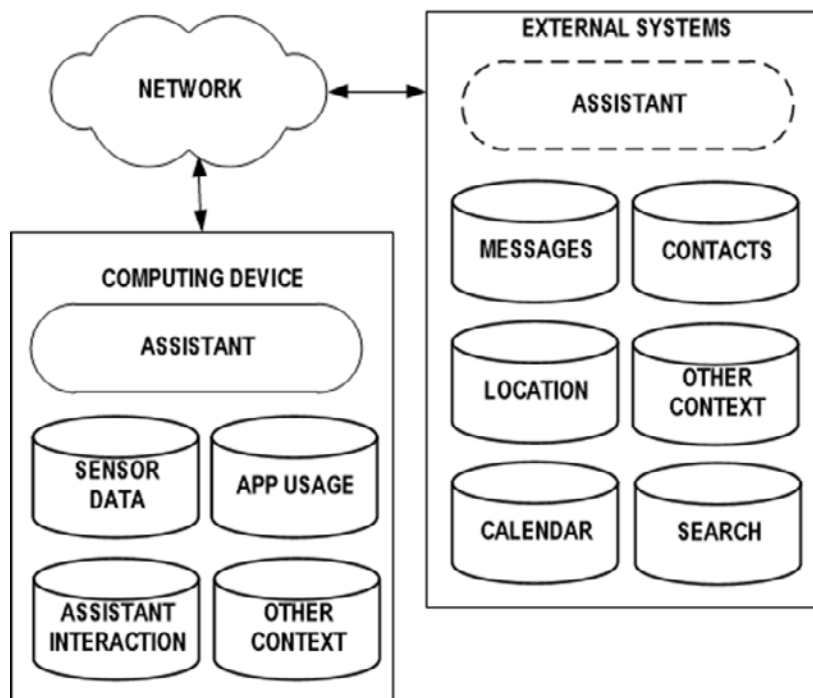 NETWORK
EXTERNAL SYSTEMS
ASSISTANT
MESSAGES
CONTACTS
LOCATION
OTHER
CONTEXT
CALENDAR
SEARCH
COMPUTING DEVICE
ASSISTANT
SENSOR
DATA
APP USAGE
ASSISTANT
INTERACTION
OTHER
CONTEXT